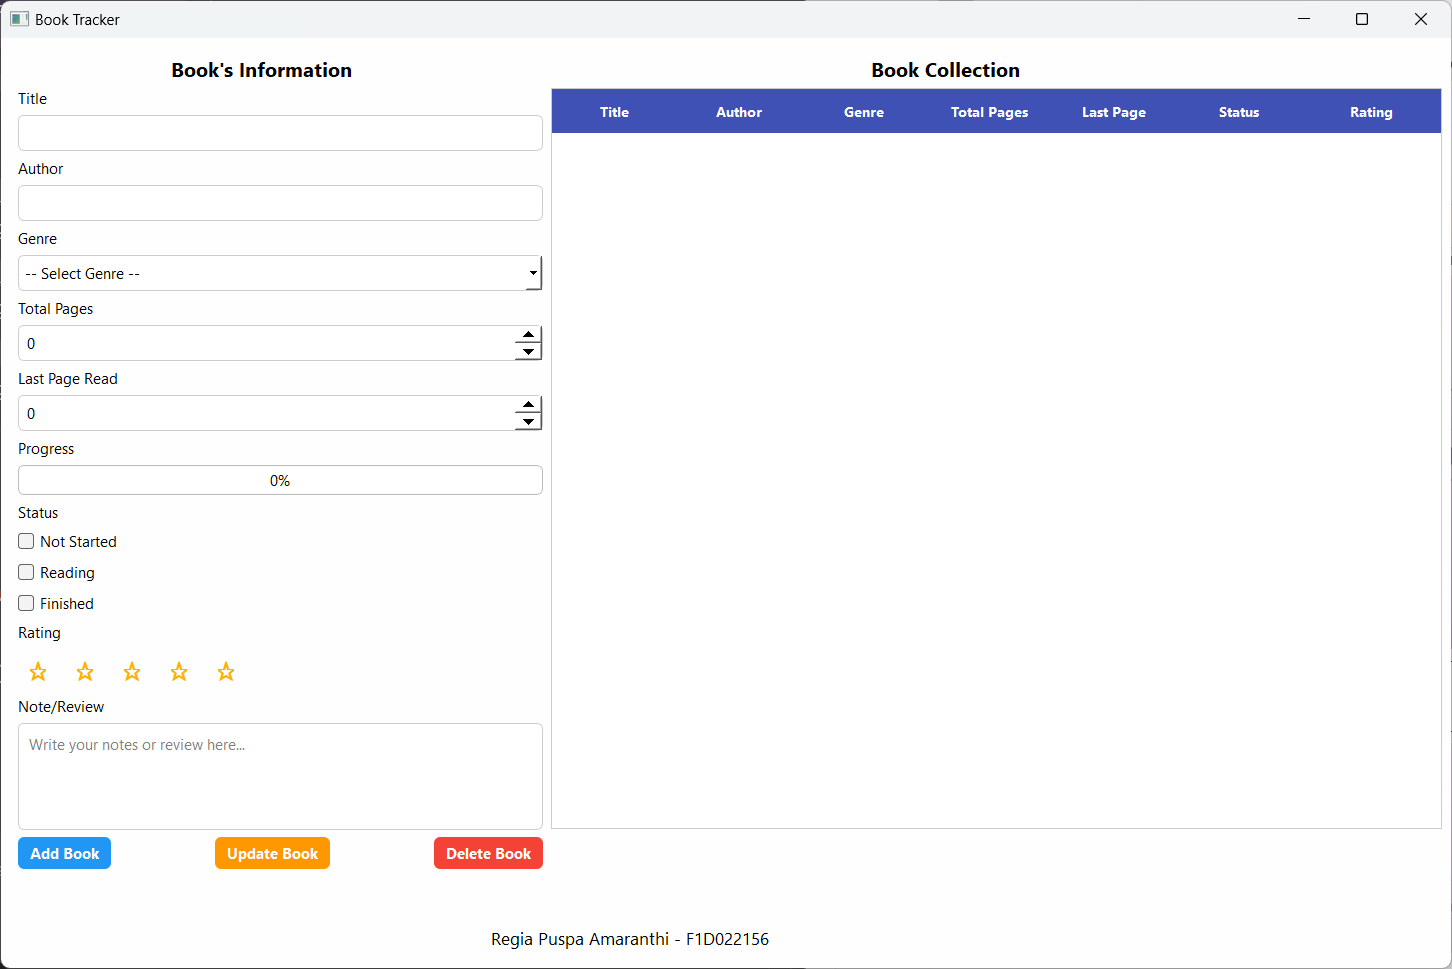 Book Tracker
Book's Information
Title
Author
Genre
-- Select Genre --
Total Pages
0
Last Page Read
0
Progress
0%
Status
Not Started
Reading
Finished
Rating
Note/Review
Write your notes or review here...
Add Book Update Book Delete Book
Book Collection
Title Author Genre Total Pages Last Page Status Rating
Regia Puspa Amaranthi - F1D022156